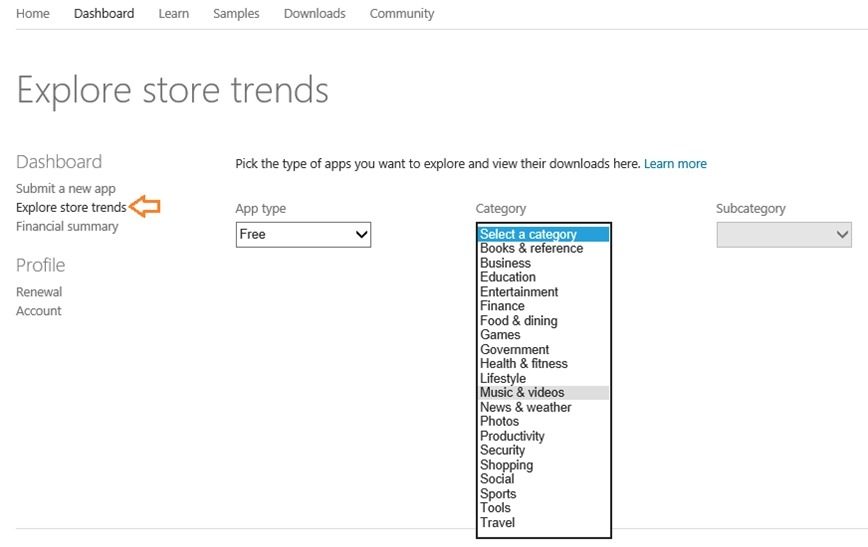 Home Dashboard Learn Samples Downloads Community
Explore store trends
Dashboard
Submit a new app
Explore store trends
Financial summary
Profile
Renewal
Account
Pick the type of apps you want to explore and view their downloads here. Learn more
App type
Free
Category
Select a category
Books & reference
Business
Education
Entertainment
Finance
Food & dining
Games
Government
Health & fitness
Lifestyle
Music & videos
News & weather
Photos
Productivity
Security
Shopping
Social
Sports
Tools
Travel
Subcategory